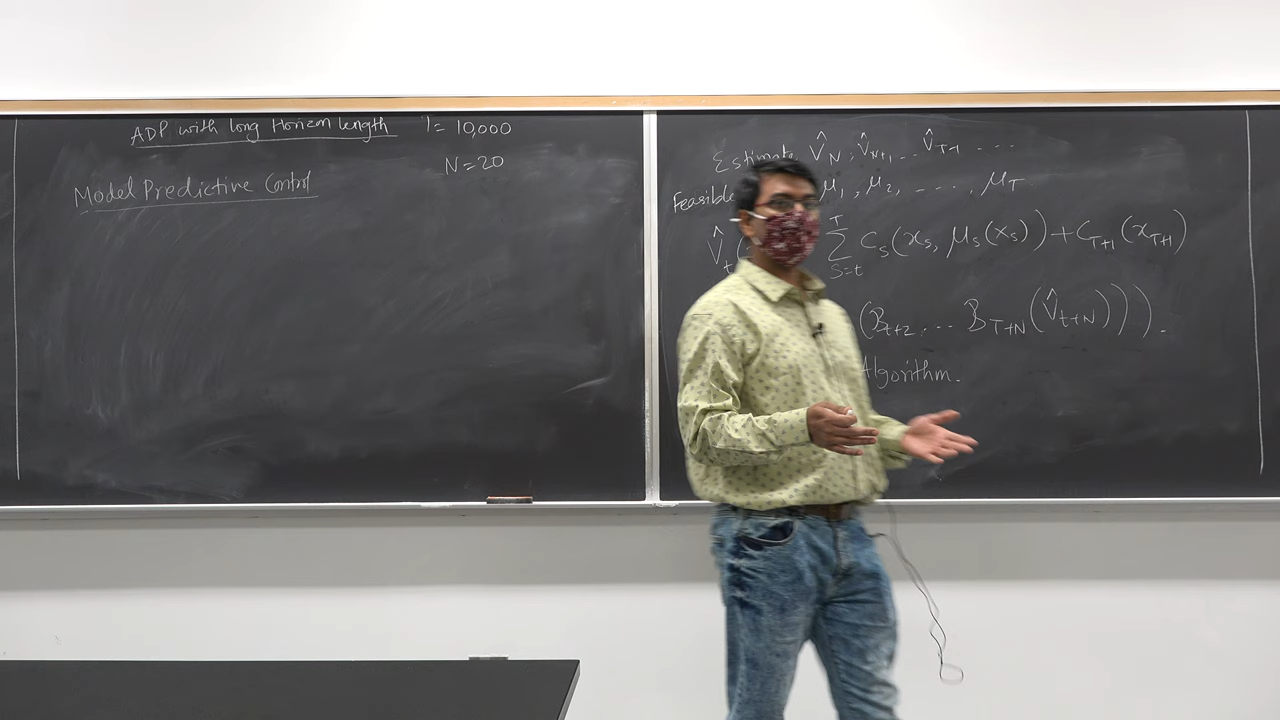 ADP with long Horizon length T = 10,000
N=20
Model Predictive Control
Estimate V̂_N, V̂_{N+1} ... V̂_{T+1} ....
Feasible μ_1, μ_2, ...., μ_T.
V̂_t( Σ_{s=t}^{T} C_s(x_s, μ_s(x_s)) + C_{T+1}(x_{T+1})
(B_{t+2} ... B_{T+N}(V̂_{t+N}))).
Algorithm.